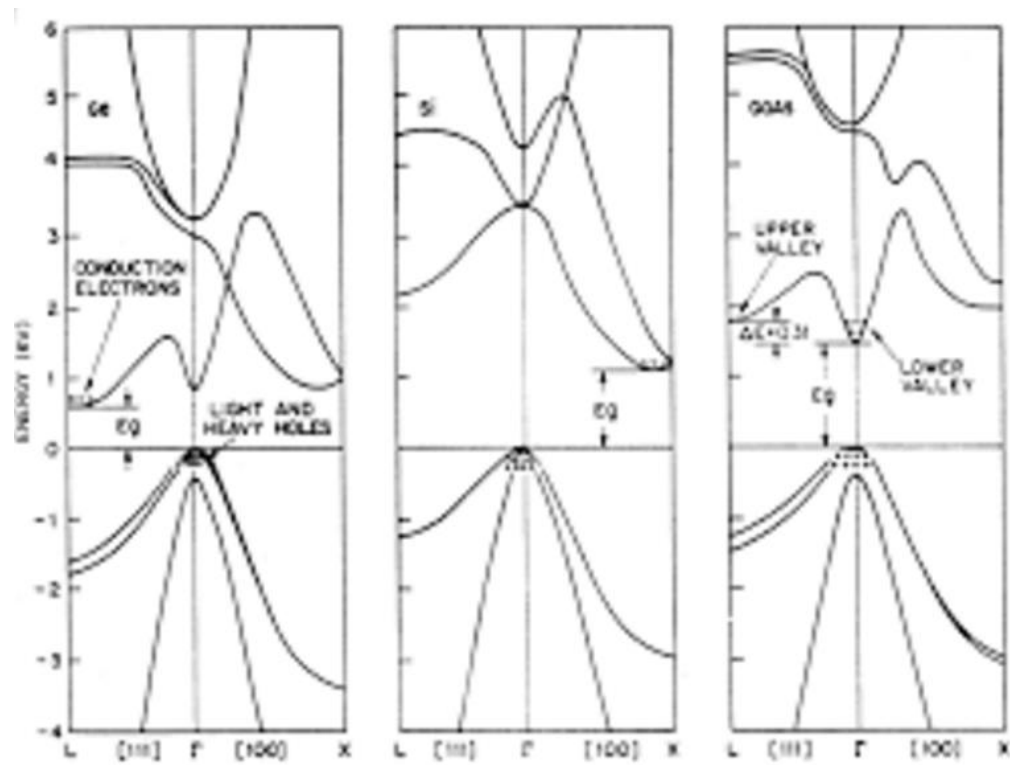 ENERGY (eV)
6
5
4
3
2
1
0
-1
-2
-3
-4
Ge
CONDUCTION
ELECTRONS
Eg
LIGHT AND
HEAVY HOLES
L [111] Γ [100] X
Si
Eg
L [111] Γ [100] X
GaAs
UPPER
VALLEY
LOWER
VALLEY
Eg
L [111] Γ [100] X